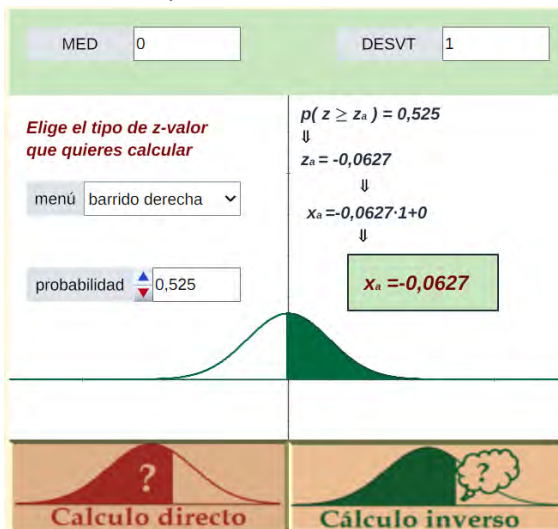 MED 0 DESVT 1
Elige el tipo de z-valor
que quieres calcular
menú barrido derecha
probabilidad 0,525
p( z ≥ zₐ ) = 0,525
⇓
zₐ = -0,0627
⇓
xₐ =-0,0627·1+0
⇓
xₐ =-0,0627
?
Calculo directo
?
Cálculo inverso